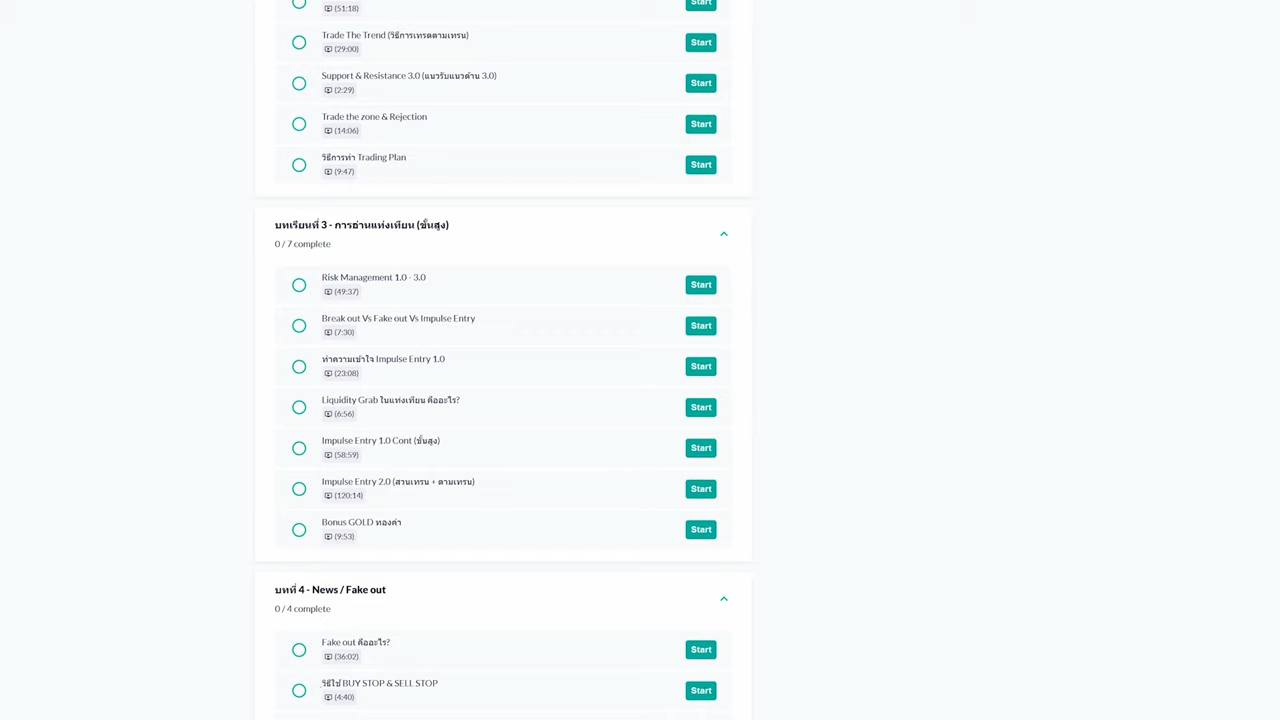 (51:18)
Start
Trade The Trend (วิธีการเทรดตามเทรน)
(29:00)
Start
Support & Resistance 3.0 (แนวรับแนวต้าน 3.0)
(2:29)
Start
Trade the zone & Rejection
(14:06)
Start
วิธีการทำ Trading Plan
(9:47)
Start
บทเรียนที่ 3 - การอ่านแท่งเทียน (ขั้นสูง)
0 / 7 complete
Risk Management 1.0 - 3.0
(49:37)
Start
Break out Vs Fake out Vs Impulse Entry
(7:30)
Start
ทำความเข้าใจ Impulse Entry 1.0
(23:08)
Start
Liquidity Grab ในแท่งเทียน คืออะไร?
(6:56)
Start
Impulse Entry 1.0 Cont (ขั้นสูง)
(58:59)
Start
Impulse Entry 2.0 (สวนเทรน + ตามเทรน)
(120:14)
Start
Bonus GOLD ทองคำ
(9:53)
Start
บทที่ 4 - News / Fake out
0 / 4 complete
Fake out คืออะไร?
(36:02)
Start
วิธีใช้ BUY STOP & SELL STOP
(4:40)
Start